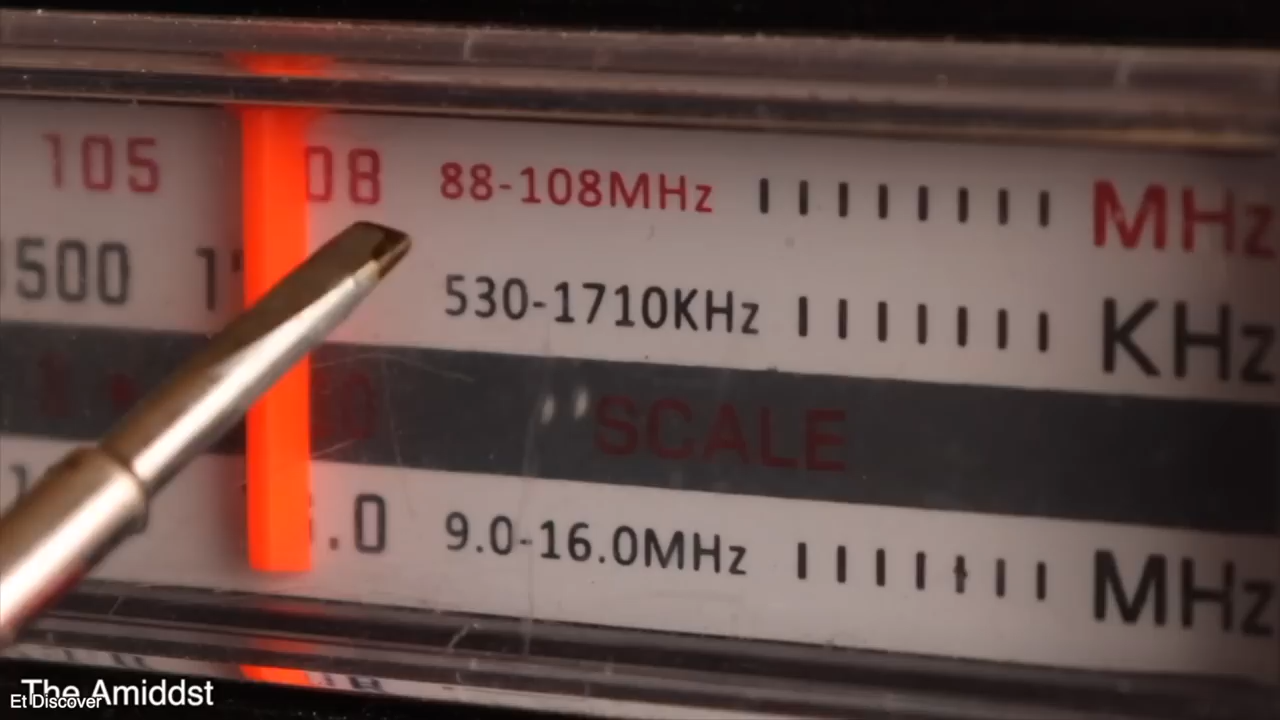 105 08 88-108MHz MHz
500 530-1710KHz KHz
SCALE
.0 9.0-16.0MHz MHz
The Amiddst
Et Discover